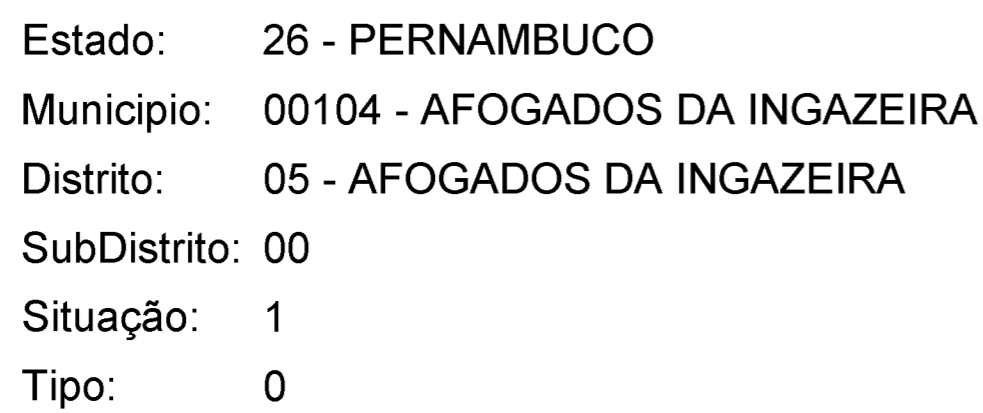 Estado: 26 - PERNAMBUCO
Municipio: 00104 - AFOGADOS DA INGAZEIRA
Distrito: 05 - AFOGADOS DA INGAZEIRA
SubDistrito: 00
Situação: 1
Tipo: 0